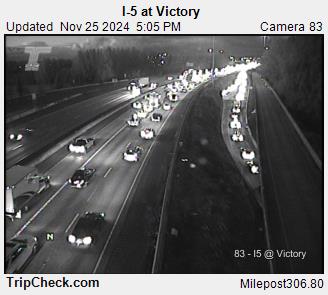 I-5 at Victory
Updated Nov 25 2024 5:05 PM Camera 83
T
N
83 - I5 @ Victory
TripCheck.com Milepost306.80